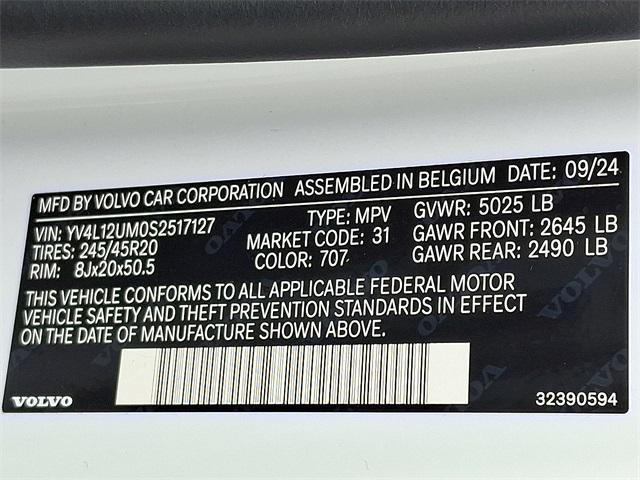 MFD BY VOLVO CAR CORPORATION ASSEMBLED IN BELGIUM DATE: 09/24
VIN: YV4L12UM0S2517127 TYPE: MPV GVWR: 5025 LB
TIRES: 245/45R20 MARKET CODE: 31 GAWR FRONT: 2645 LB
RIM: 8Jx20x50.5 COLOR: 707 GAWR REAR: 2490 LB
THIS VEHICLE CONFORMS TO ALL APPLICABLE FEDERAL MOTOR
VEHICLE SAFETY AND THEFT PREVENTION STANDARDS IN EFFECT
ON THE DATE OF MANUFACTURE SHOWN ABOVE.
VOLVO 32390594